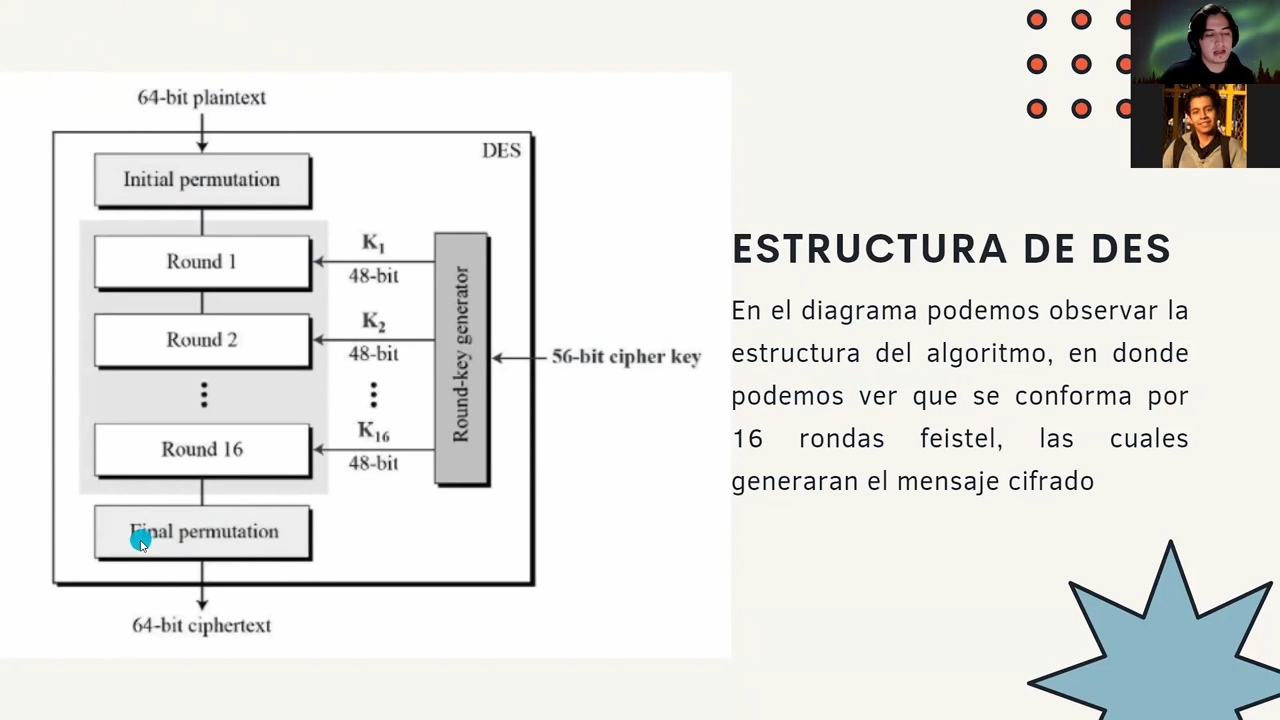 64-bit plaintext
DES
Initial permutation
Round 1
K1
48-bit
Round 2
K2
48-bit
Round-key generator
56-bit cipher key
Round 16
K16
48-bit
Final permutation
64-bit ciphertext
ESTRUCTURA DE DES
En el diagrama podemos observar la
estructura del algoritmo, en donde
podemos ver que se conforma por
16 rondas feistel, las cuales
generaran el mensaje cifrado